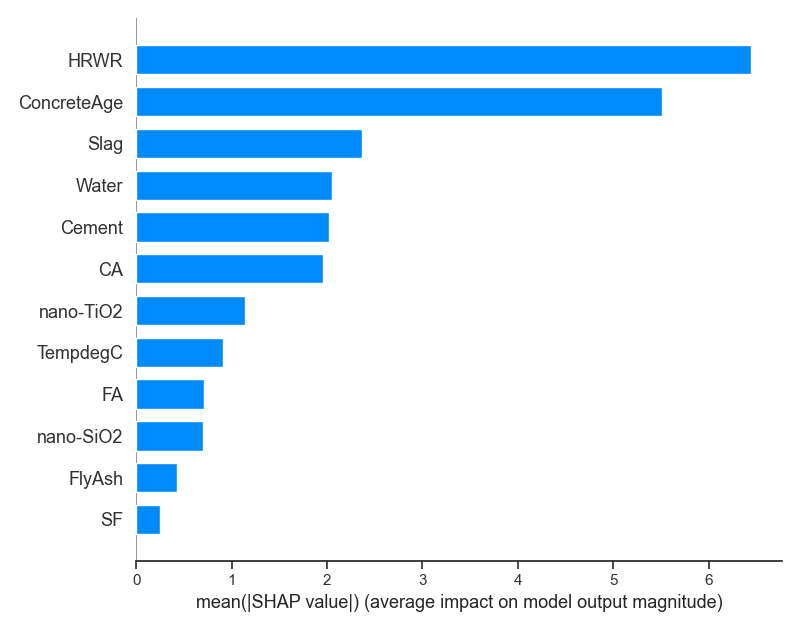 HRWR
ConcreteAge
Slag
Water
Cement
CA
nano-TiO2
TempdegC
FA
nano-SiO2
FlyAsh
SF
0 1 2 3 4 5 6
mean(|SHAP value|) (average impact on model output magnitude)